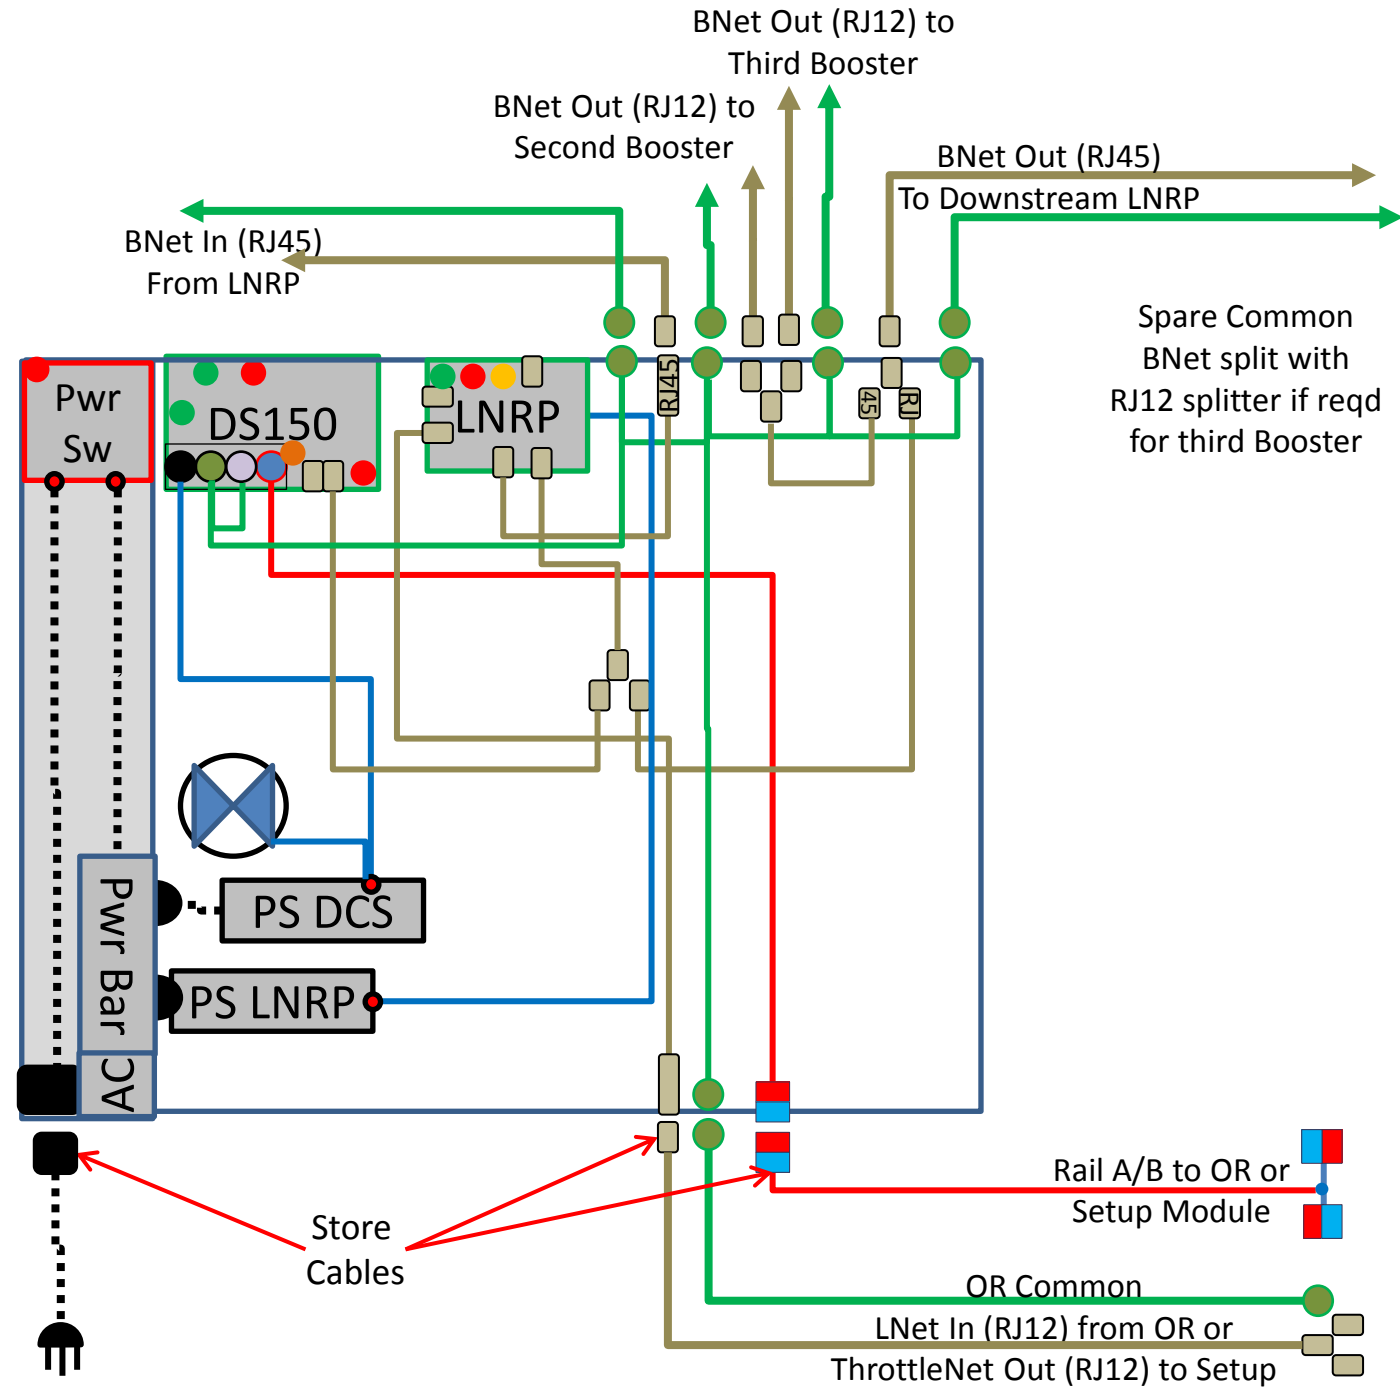 BNet Out (RJ12) to
Third Booster
BNet Out (RJ12) to
Second Booster
BNet Out (RJ45)
To Downstream LNRP
BNet In (RJ45)
From LNRP
Spare Common
BNet split with
RJ12 splitter if reqd
for third Booster
Pwr
Sw
DS150
LNRP
RJ45
45
RJ
Pwr Bar
AC
PS DCS
PS LNRP
Store
Cables
Rail A/B to OR or
Setup Module
OR Common
LNet In (RJ12) from OR or
ThrottleNet Out (RJ12) to Setup